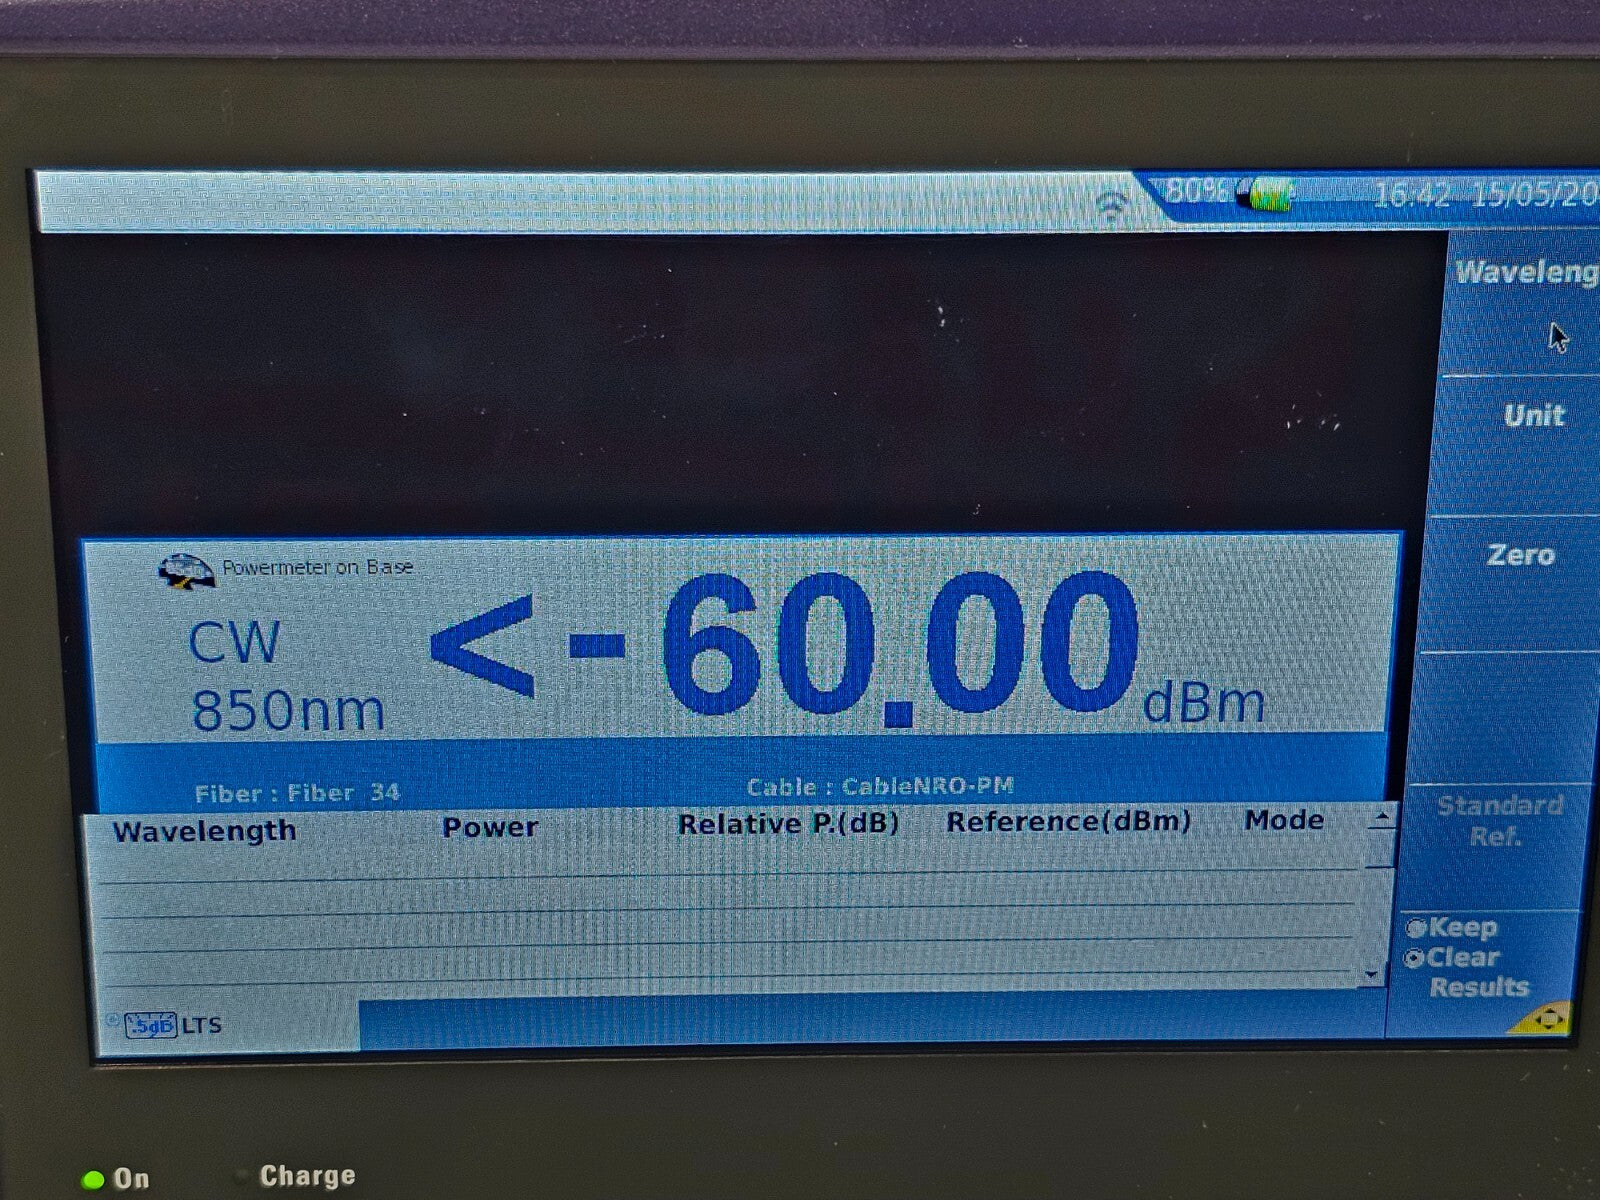 80% 16:42 15/05/20
Waveleng
Unit
Zero
Powermeter on Base
CW
850nm
<-60.00 dBm
Fiber : Fiber 34
Cable : CableNRO-PM
Wavelength Power Relative P.(dB) Reference(dBm) Mode
Standard
Ref.
Keep
Clear
Results
.5dB LTS
On
Charge